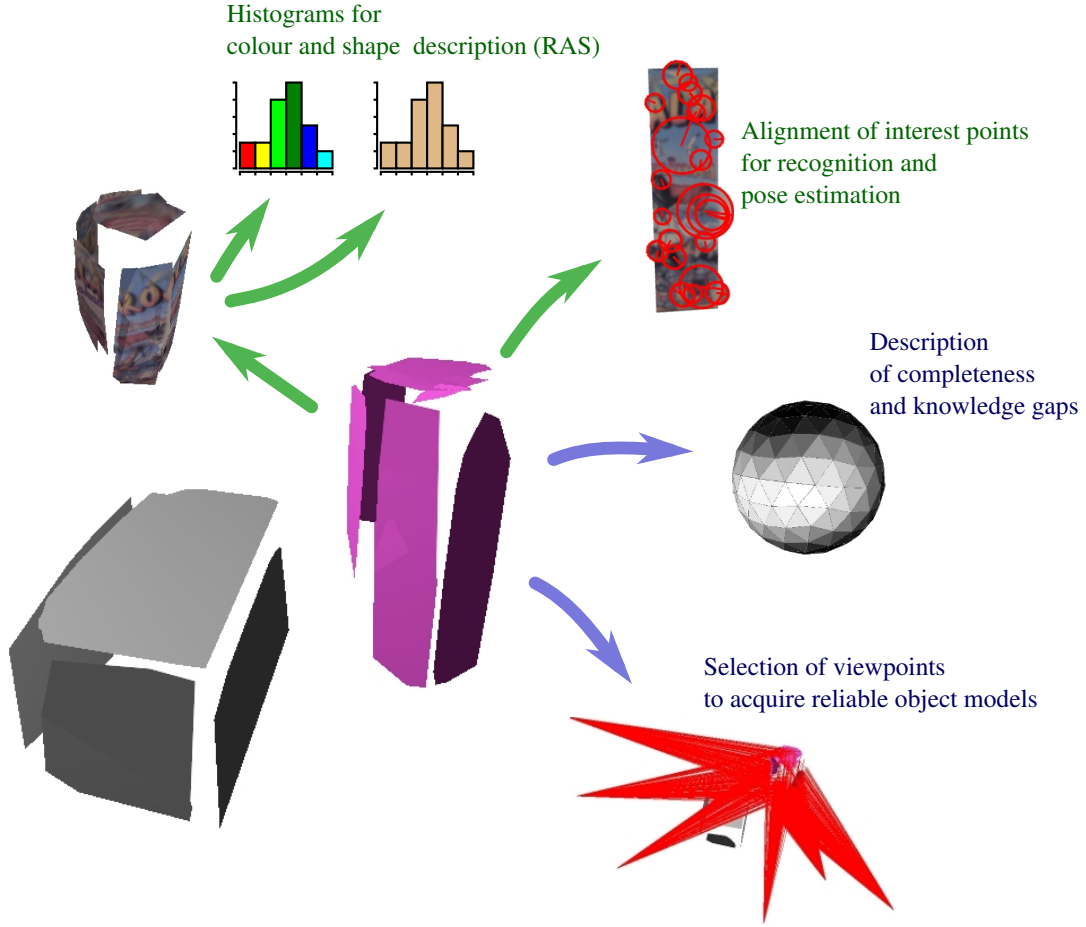 Histograms for
colour and shape description (RAS)
Alignment of interest points
for recognition and
pose estimation
Description
of completeness
and knowledge gaps
Selection of viewpoints
to acquire reliable object models